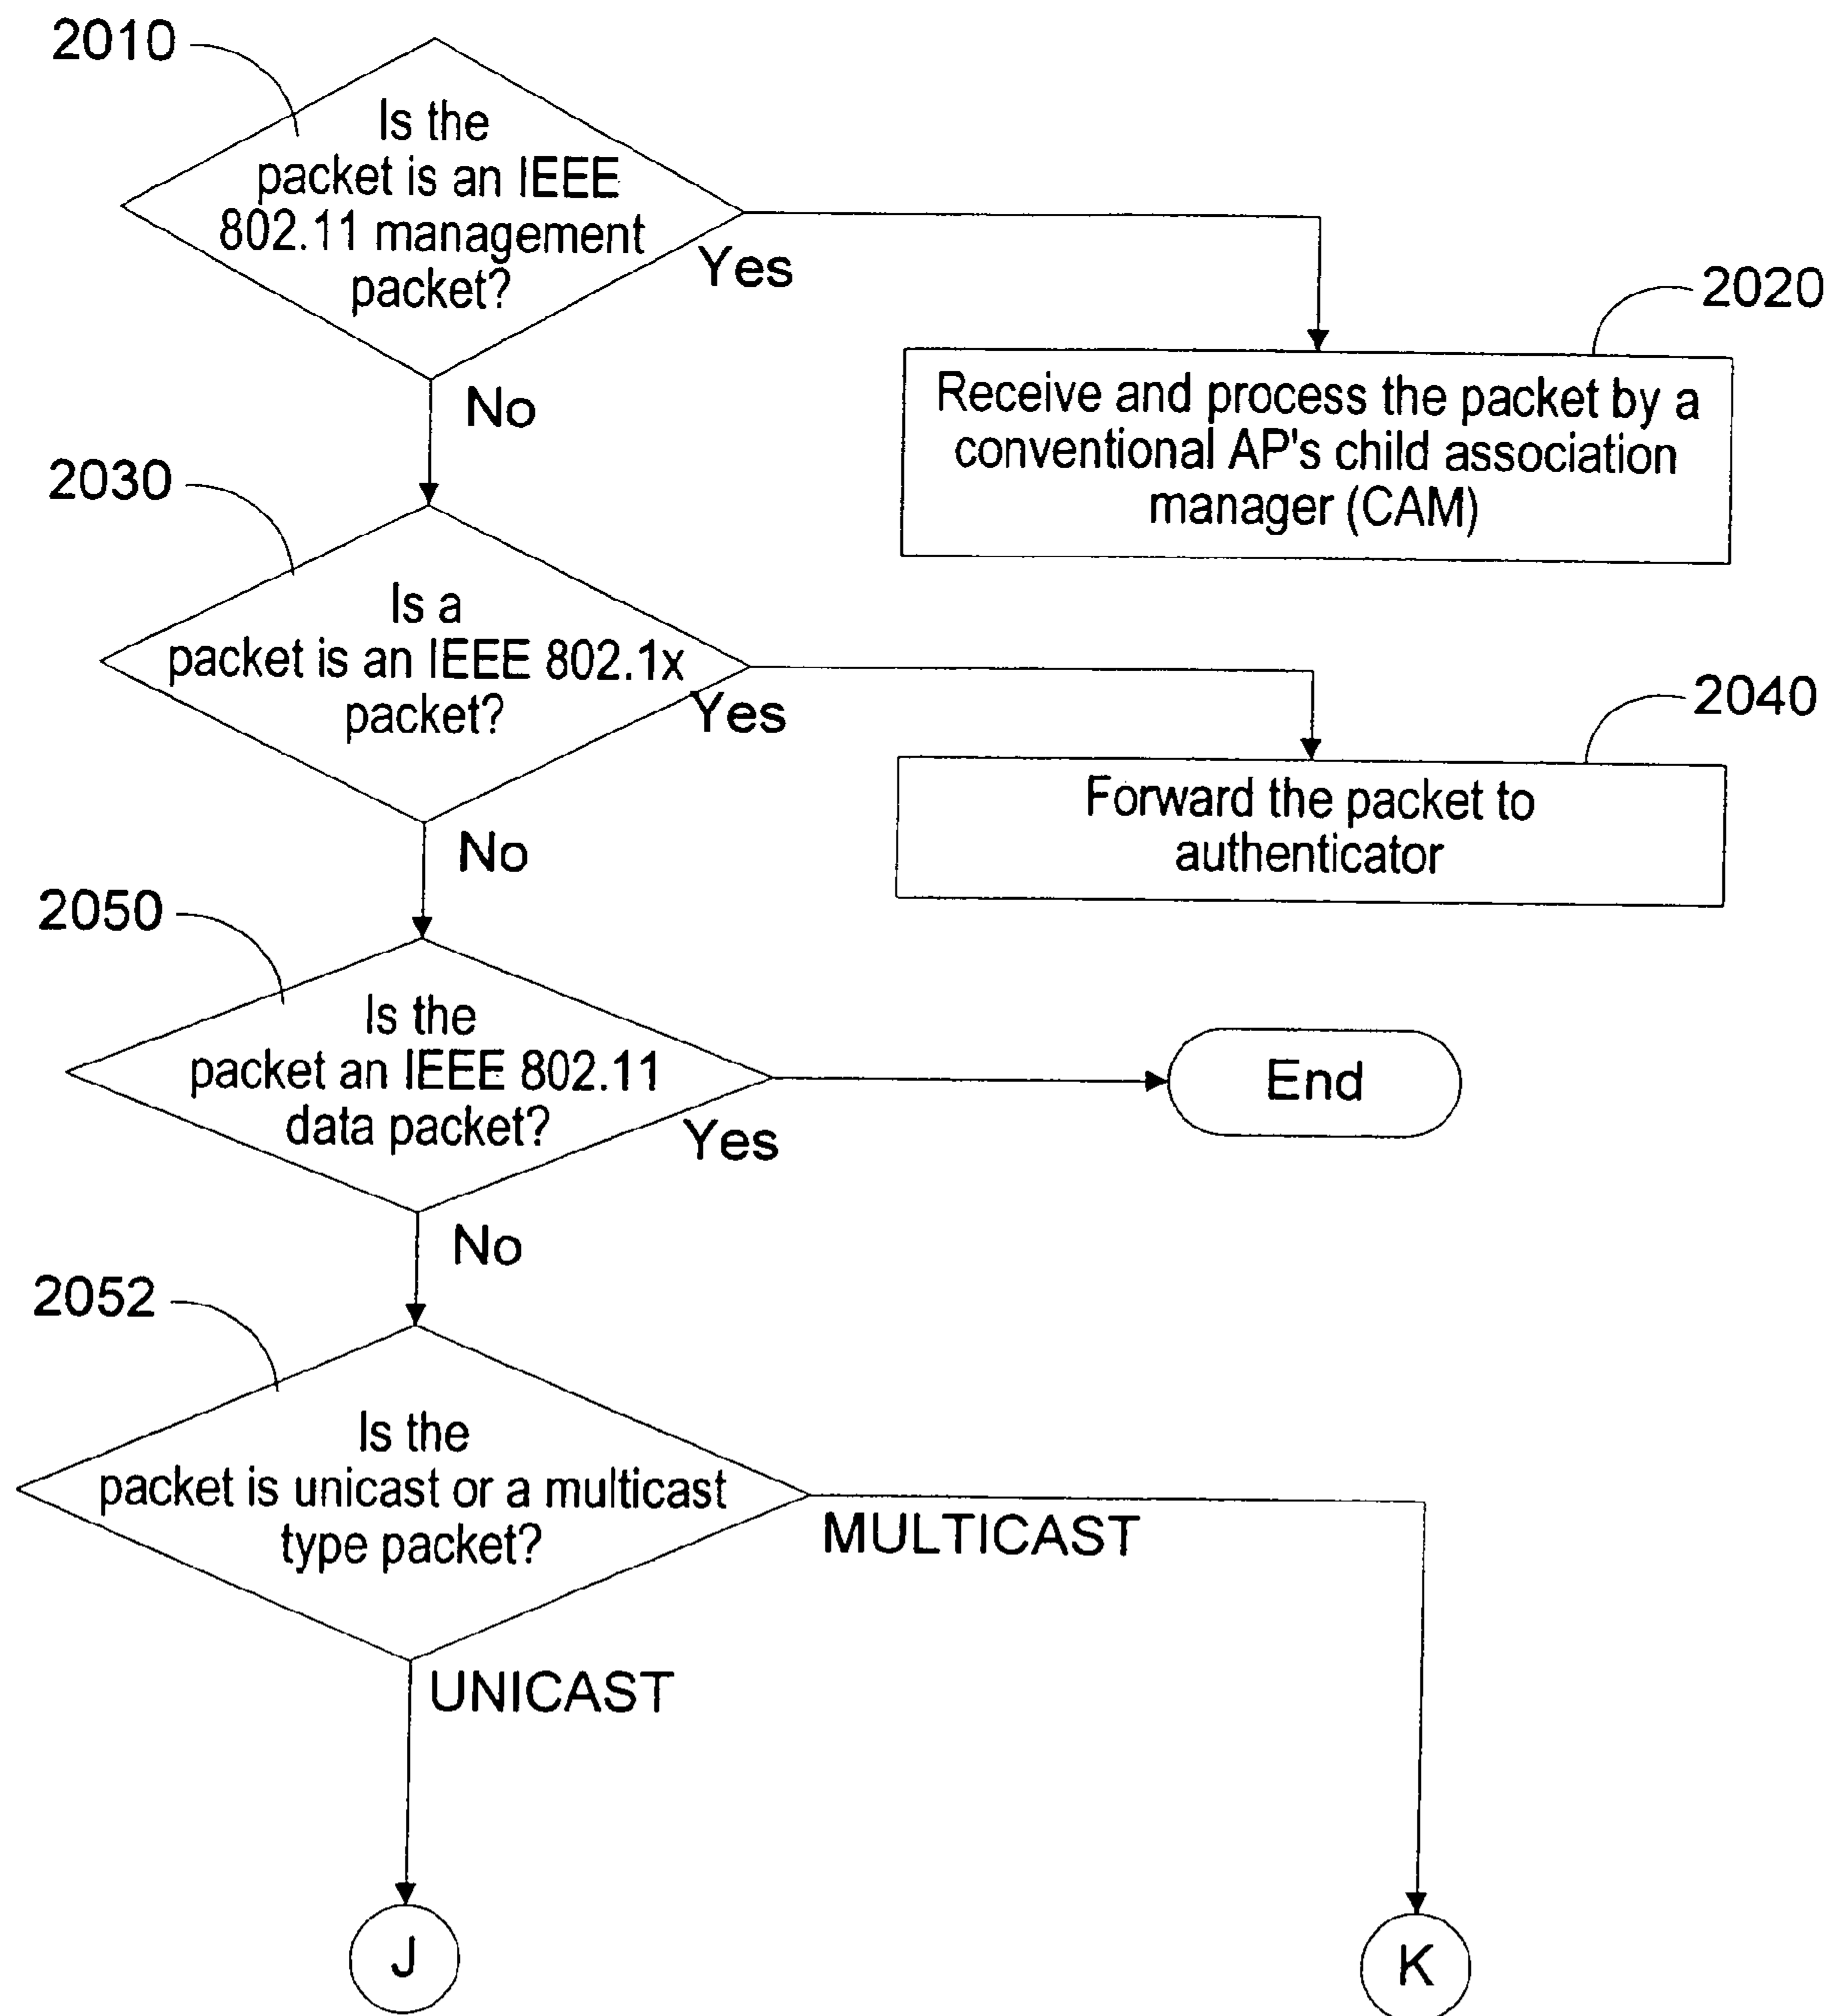 2010
Is the
packet is an IEEE
802.11 management
packet?
Yes
No
2020
Receive and process the packet by a
conventional AP's child association
manager (CAM)
2030
Is a
packet is an IEEE 802.1x
packet?
Yes
No
2040
Forward the packet to
authenticator
2050
Is the
packet an IEEE 802.11
data packet?
Yes
End
No
2052
Is the
packet is unicast or a multicast
type packet?
MULTICAST
UNICAST
J
K